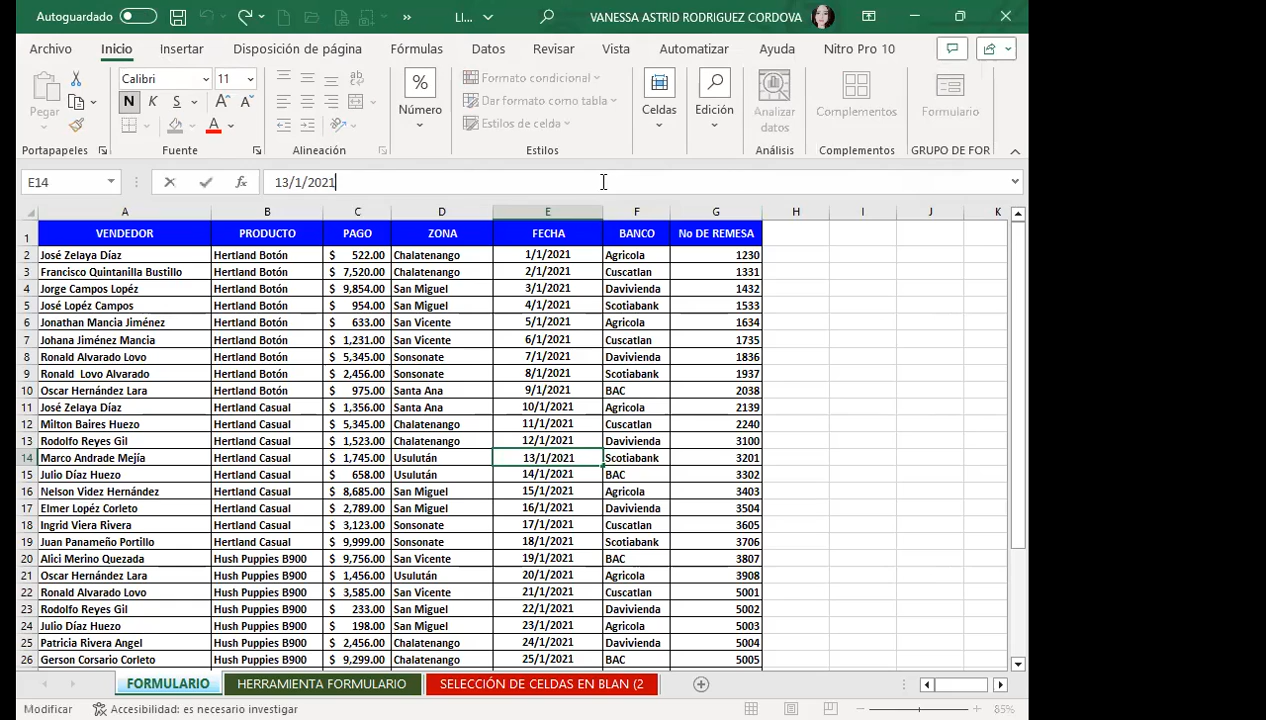 Autoguardado LI... VANESSA ASTRID RODRIGUEZ CORDOVA
Archivo Inicio Insertar Disposición de página Fórmulas Datos Revisar Vista Automatizar Ayuda Nitro Pro 10
Pegar Calibri 11 N K S Número Formato condicional Dar formato como tabla Estilos de celda Celdas Edición Analizar datos Complementos Formulario
Portapapeles Fuente Alineación Estilos Análisis Complementos GRUPO DE FOR
E14 fx 13/1/2021
A B C D E F G H I J K
1 VENDEDOR PRODUCTO PAGO ZONA FECHA BANCO No DE REMESA
2 José Zelaya Díaz Hertland Botón $ 522.00 Chalatenango 1/1/2021 Agricola 1230
3 Francisco Quintanilla Bustillo Hertland Botón $ 7,520.00 Chalatenango 2/1/2021 Cuscatlan 1331
4 Jorge Campos Lopéz Hertland Botón $ 9,854.00 San Miguel 3/1/2021 Davivienda 1432
5 José Lopéz Campos Hertland Botón $ 954.00 San Miguel 4/1/2021 Scotiabank 1533
6 Jonathan Mancia Jiménez Hertland Botón $ 633.00 San Vicente 5/1/2021 Agricola 1634
7 Johana Jiménez Mancia Hertland Botón $ 1,231.00 San Vicente 6/1/2021 Cuscatlan 1735
8 Ronald Alvarado Lovo Hertland Botón $ 5,345.00 Sonsonate 7/1/2021 Davivienda 1836
9 Ronald Lovo Alvarado Hertland Botón $ 2,456.00 Sonsonate 8/1/2021 Scotiabank 1937
10 Oscar Hernández Lara Hertland Botón $ 975.00 Santa Ana 9/1/2021 BAC 2038
11 José Zelaya Díaz Hertland Casual $ 1,356.00 Santa Ana 10/1/2021 Agricola 2139
12 Milton Baires Huezo Hertland Casual $ 5,345.00 Chalatenango 11/1/2021 Cuscatlan 2240
13 Rodolfo Reyes Gil Hertland Casual $ 1,523.00 Chalatenango 12/1/2021 Davivienda 3100
14 Marco Andrade Mejía Hertland Casual $ 1,745.00 Usulután 13/1/2021 Scotiabank 3201
15 Julio Díaz Huezo Hertland Casual $ 658.00 Usulután 14/1/2021 BAC 3302
16 Nelson Videz Hernández Hertland Casual $ 8,685.00 San Miguel 15/1/2021 Agricola 3403
17 Elmer Lopéz Corleto Hertland Casual $ 2,789.00 San Miguel 16/1/2021 Davivienda 3504
18 Ingrid Viera Rivera Hertland Casual $ 3,123.00 Sonsonate 17/1/2021 Cuscatlan 3605
19 Juan Panameño Portillo Hertland Casual $ 9,999.00 Sonsonate 18/1/2021 Scotiabank 3706
20 Alici Merino Quezada Hush Puppies B900 $ 9,756.00 San Vicente 19/1/2021 BAC 3807
21 Oscar Hernández Lara Hush Puppies B900 $ 1,456.00 Usulután 20/1/2021 Agricola 3908
22 Ronald Alvarado Lovo Hush Puppies B900 $ 3,585.00 San Vicente 21/1/2021 Cuscatlan 5001
23 Rodolfo Reyes Gil Hush Puppies B900 $ 233.00 San Miguel 22/1/2021 Davivienda 5002
24 Julio Díaz Huezo Hush Puppies B900 $ 198.00 San Miguel 23/1/2021 Agricola 5003
25 Patricia Rivera Angel Hush Puppies B900 $ 2,456.00 Chalatenango 24/1/2021 Davivienda 5004
26 Gerson Corsario Corleto Hush Puppies B900 $ 9,299.00 Chalatenango 25/1/2021 BAC 5005
FORMULARIO HERRAMIENTA FORMULARIO SELECCIÓN DE CELDAS EN BLAN (2
Modificar Accesibilidad: es necesario investigar 85%